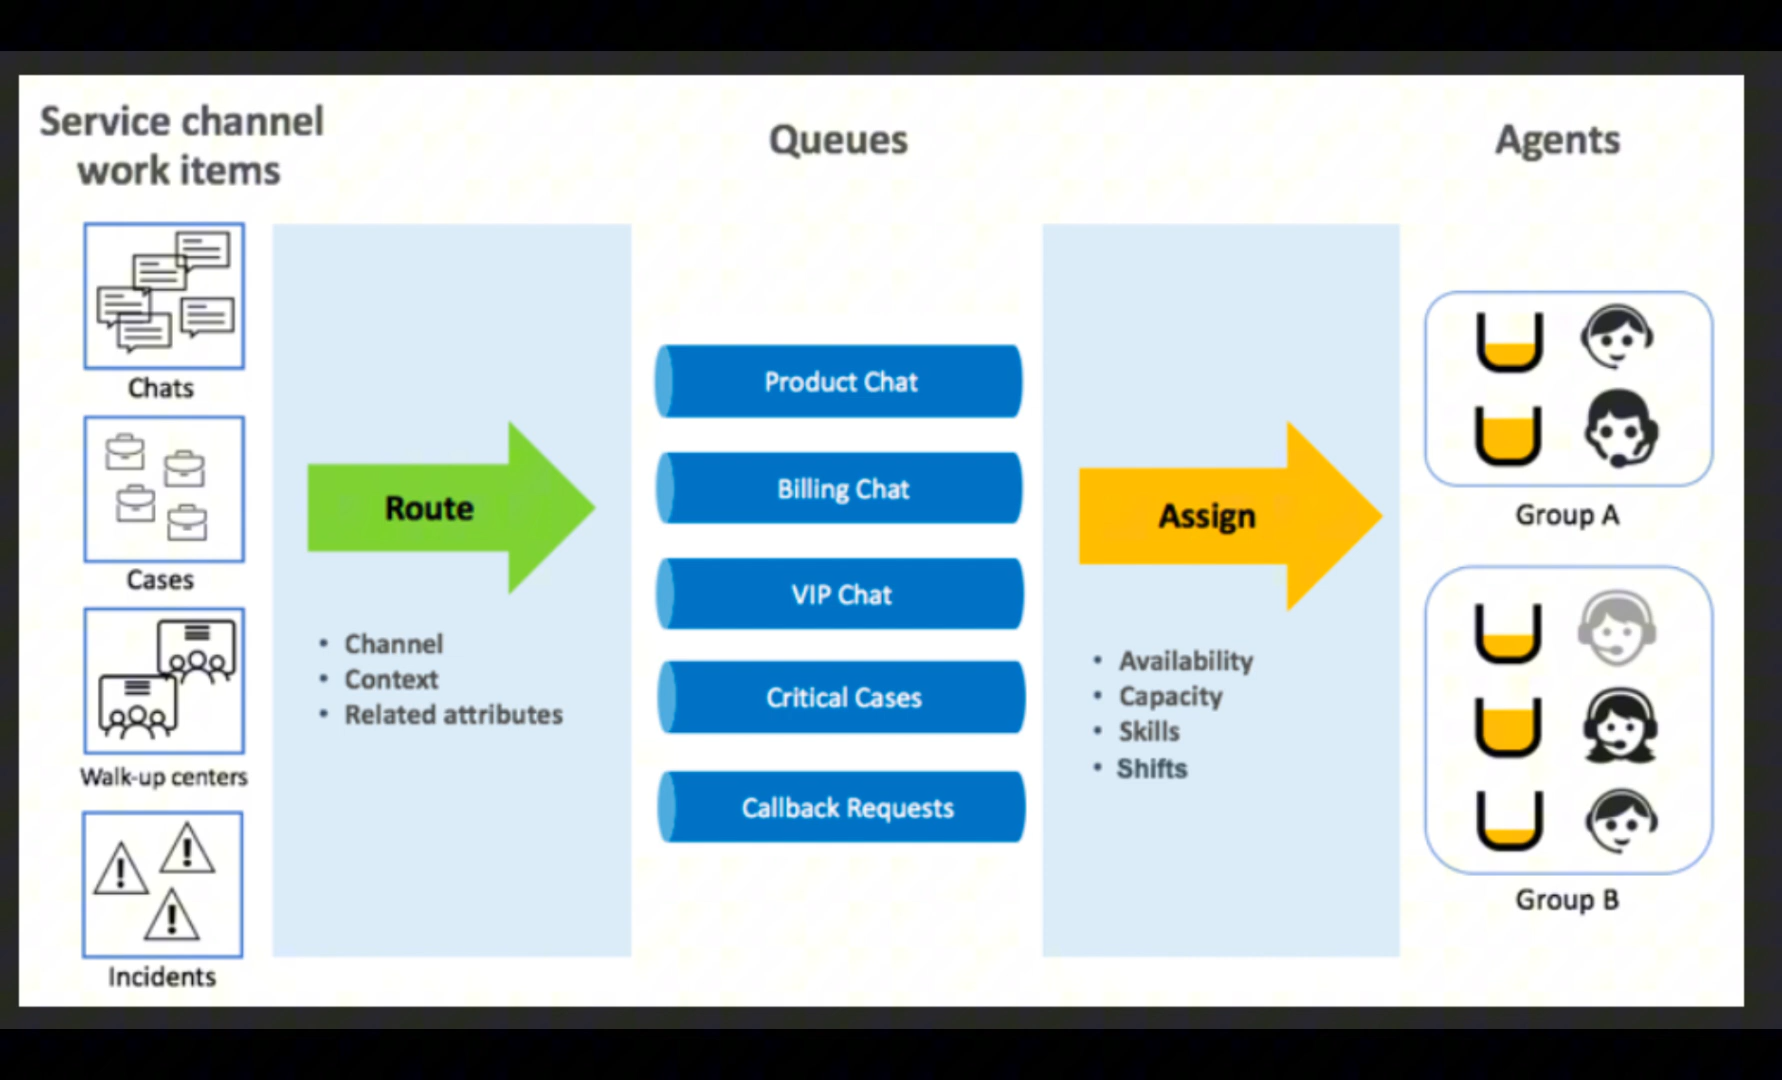 Service channel
work items
Queues
Agents
Chats
Cases
Walk-up centers
Incidents
Route
• Channel
• Context
• Related attributes
Product Chat
Billing Chat
VIP Chat
Critical Cases
Callback Requests
Assign
• Availability
• Capacity
• Skills
• Shifts
Group A
Group B